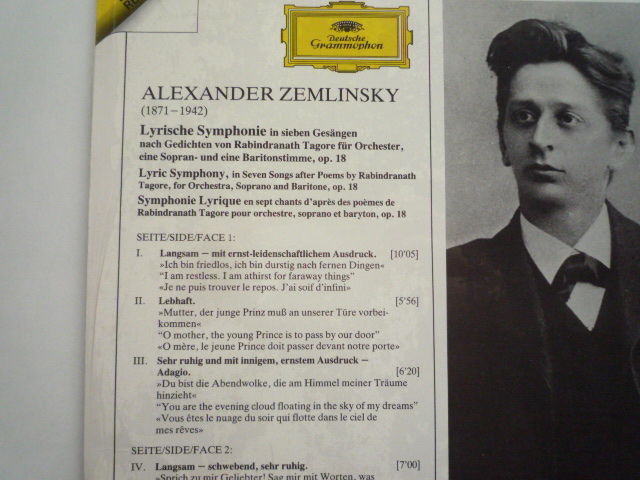 Deutsche
Grammophon
ALEXANDER ZEMLINSKY
(1871–1942)
Lyrische Symphonie in sieben Gesängen
nach Gedichten von Rabindranath Tagore für Orchester,
eine Sopran- und eine Baritonstimme, op. 18
Lyric Symphony, in Seven Songs after Poems by Rabindranath
Tagore, for Orchestra, Soprano and Baritone, op. 18
Symphonie Lyrique en sept chants d'après des poèmes de
Rabindranath Tagore pour orchestre, soprano et baryton, op. 18
SEITE/SIDE/FACE 1:
I. Langsam – mit ernst-leidenschaftlichem Ausdruck. [10'05]
»Ich bin friedlos, ich bin durstig nach fernen Dingen«
“I am restless. I am athirst for faraway things”
«Je ne puis trouver le repos. J'ai soif d'infini»
II. Lebhaft. [5'56]
»Mutter, der junge Prinz muß an unserer Türe vorbei-
kommen«
“O mother, the young Prince is to pass by our door”
«O mère, le jeune Prince doit passer devant notre porte»
III. Sehr ruhig und mit innigem, ernstem Ausdruck –
Adagio. [6'20]
»Du bist die Abendwolke, die am Himmel meiner Träume
hinzieht«
“You are the evening cloud floating in the sky of my dreams”
«Vous êtes le nuage du soir qui flotte dans le ciel de
mes rêves»
SEITE/SIDE/FACE 2:
IV. Langsam – schwebend, sehr ruhig. [7'00]
»Sprich zu mir Geliebter! Sag mir mit Worten, was